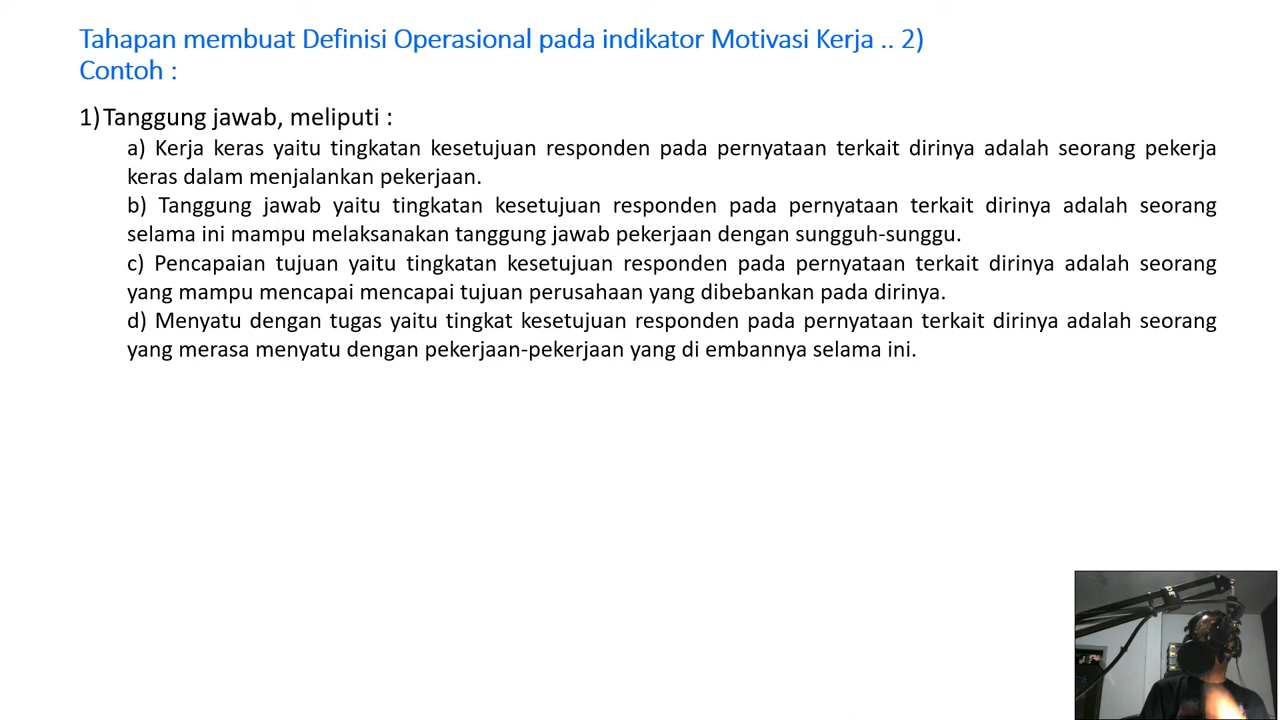 Tahapan membuat Definisi Operasional pada indikator Motivasi Kerja .. 2)
Contoh :
1)Tanggung jawab, meliputi :
a) Kerja keras yaitu tingkatan kesetujuan responden pada pernyataan terkait dirinya adalah seorang pekerja
keras dalam menjalankan pekerjaan.
b) Tanggung jawab yaitu tingkatan kesetujuan responden pada pernyataan terkait dirinya adalah seorang
selama ini mampu melaksanakan tanggung jawab pekerjaan dengan sungguh-sunggu.
c) Pencapaian tujuan yaitu tingkatan kesetujuan responden pada pernyataan terkait dirinya adalah seorang
yang mampu mencapai mencapai tujuan perusahaan yang dibebankan pada dirinya.
d) Menyatu dengan tugas yaitu tingkat kesetujuan responden pada pernyataan terkait dirinya adalah seorang
yang merasa menyatu dengan pekerjaan-pekerjaan yang di embannya selama ini.